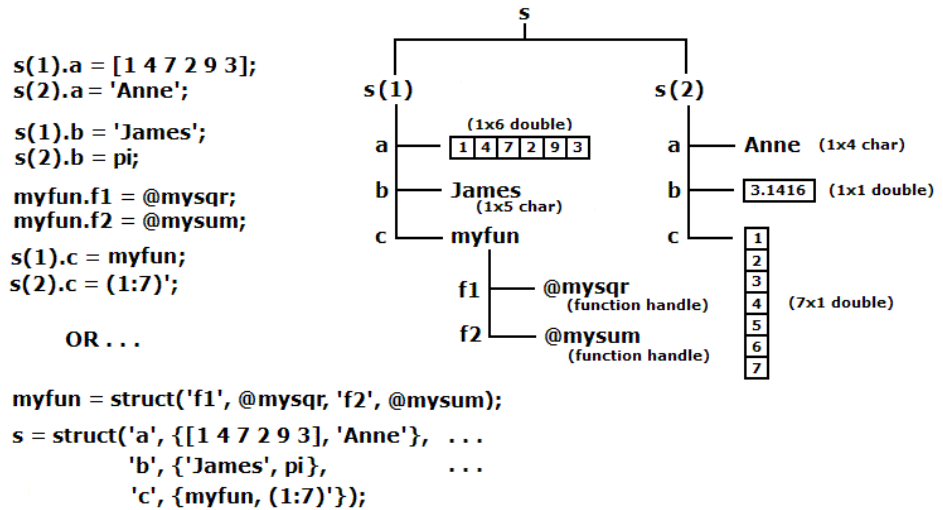 s(1).a = [1 4 7 2 9 3];
s(2).a = 'Anne';
s(1).b = 'James';
s(2).b = pi;
myfun.f1 = @mysqr;
myfun.f2 = @mysum;
s(1).c = myfun;
s(2).c = (1:7)';
OR . . .
s
s(1)
a
(1x6 double)
1 4 7 2 9 3
b
James
(1x5 char)
c
myfun
f1
@mysqr
(function handle)
f2
@mysum
(function handle)
s(2)
a
Anne (1x4 char)
b
3.1416 (1x1 double)
c
1
2
3
4
5
6
7
(7x1 double)
myfun = struct('f1', @mysqr, 'f2', @mysum);
s = struct('a', {[1 4 7 2 9 3], 'Anne'}, . . .
'b', {'James', pi}, . . .
'c', {myfun, (1:7)'});